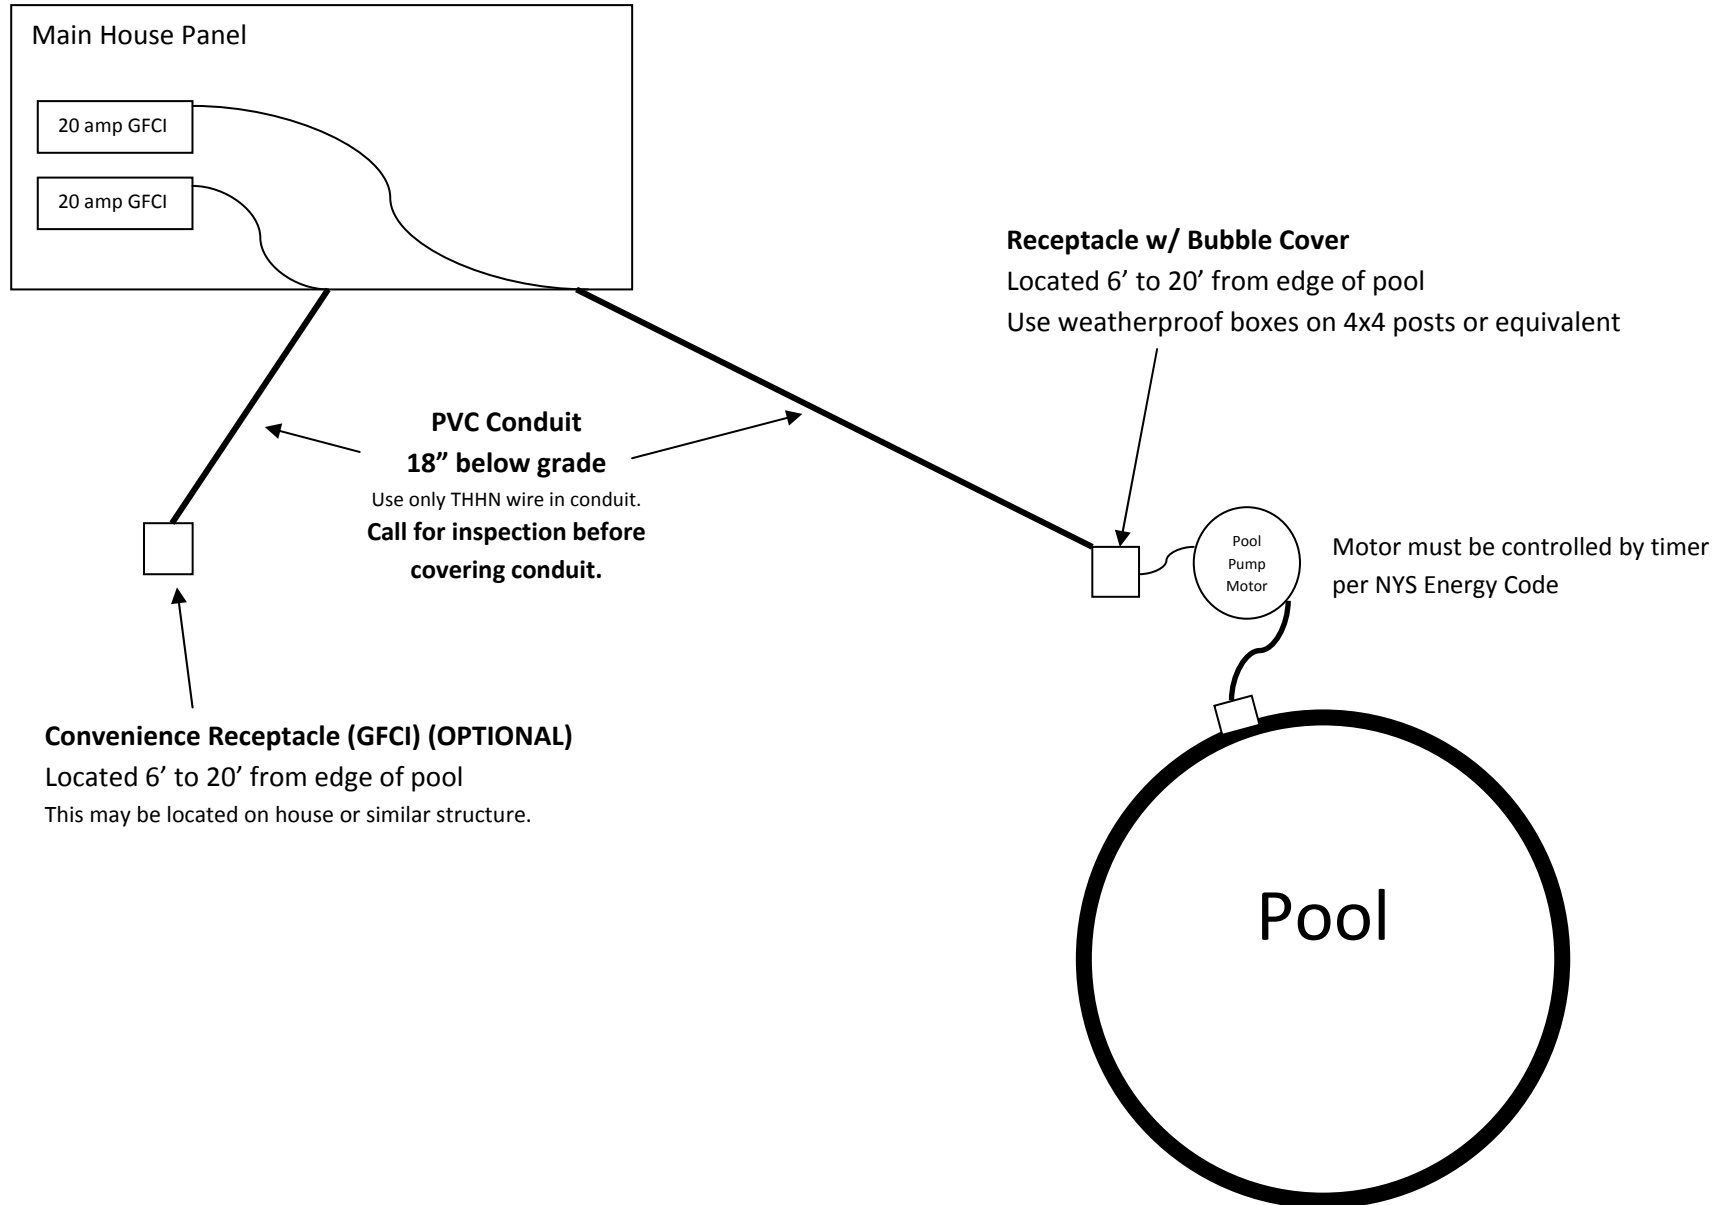 Main House Panel
20 amp GFCI
20 amp GFCI
Receptacle w/ Bubble Cover
Located 6’ to 20’ from edge of pool
Use weatherproof boxes on 4x4 posts or equivalent
PVC Conduit
18” below grade
Use only THHN wire in conduit.
Call for inspection before
covering conduit.
Pool
Pump
Motor
Motor must be controlled by timer
per NYS Energy Code
Convenience Receptacle (GFCI) (OPTIONAL)
Located 6’ to 20’ from edge of pool
This may be located on house or similar structure.
Pool